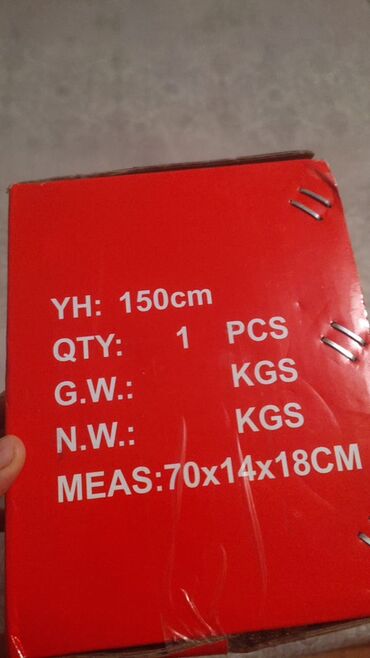 YH: 150cm
QTY: 1 PCS
G.W.: KGS
N.W.: KGS
MEAS:70x14x18CM